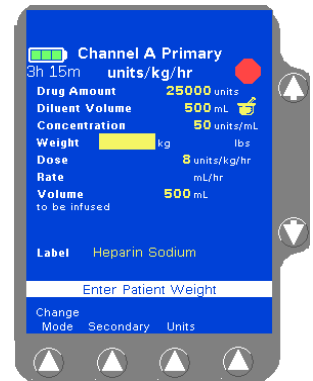 Channel A Primary
3h 15m units/kg/hr
Drug Amount 25000 units
Diluent Volume 500 mL
Concentration 50 units/mL
Weight kg lbs
Dose 8 units/kg/hr
Rate mL/hr
Volume 500 mL
to be infused
Label Heparin Sodium
Enter Patient Weight
Change
Mode Secondary Units